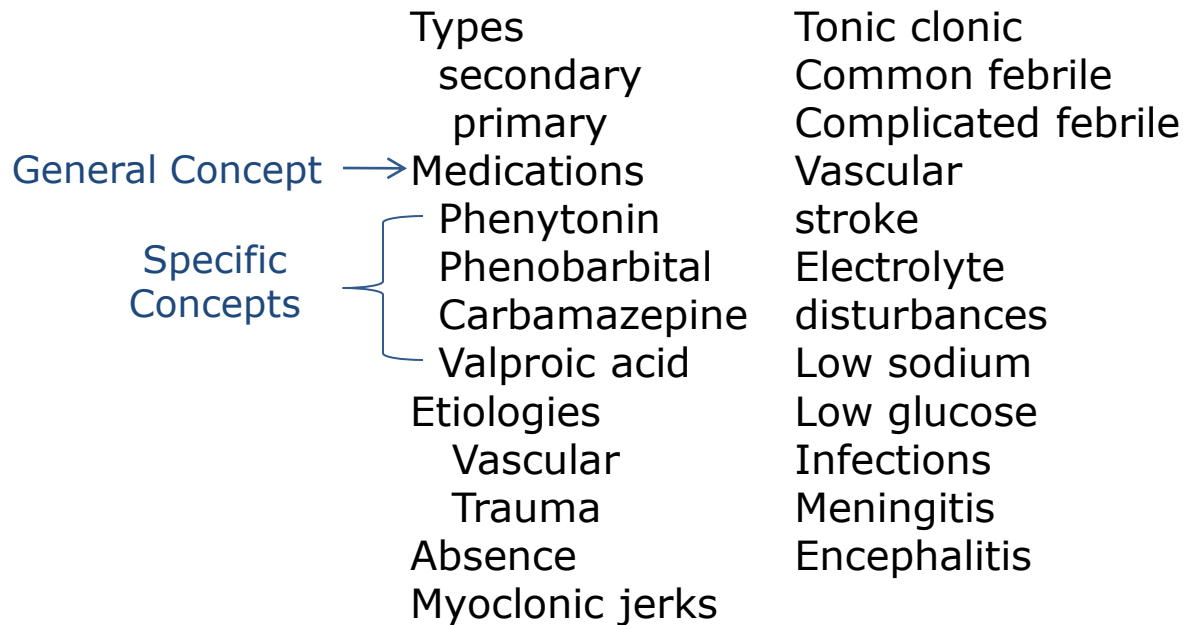 Types
secondary
primary
General Concept
Medications
Specific
Concepts
Phenytonin
Phenobarbital
Carbamazepine
Valproic acid
Etiologies
Vascular
Trauma
Absence
Myoclonic jerks
Tonic clonic
Common febrile
Complicated febrile
Vascular
stroke
Electrolyte
disturbances
Low sodium
Low glucose
Infections
Meningitis
Encephalitis